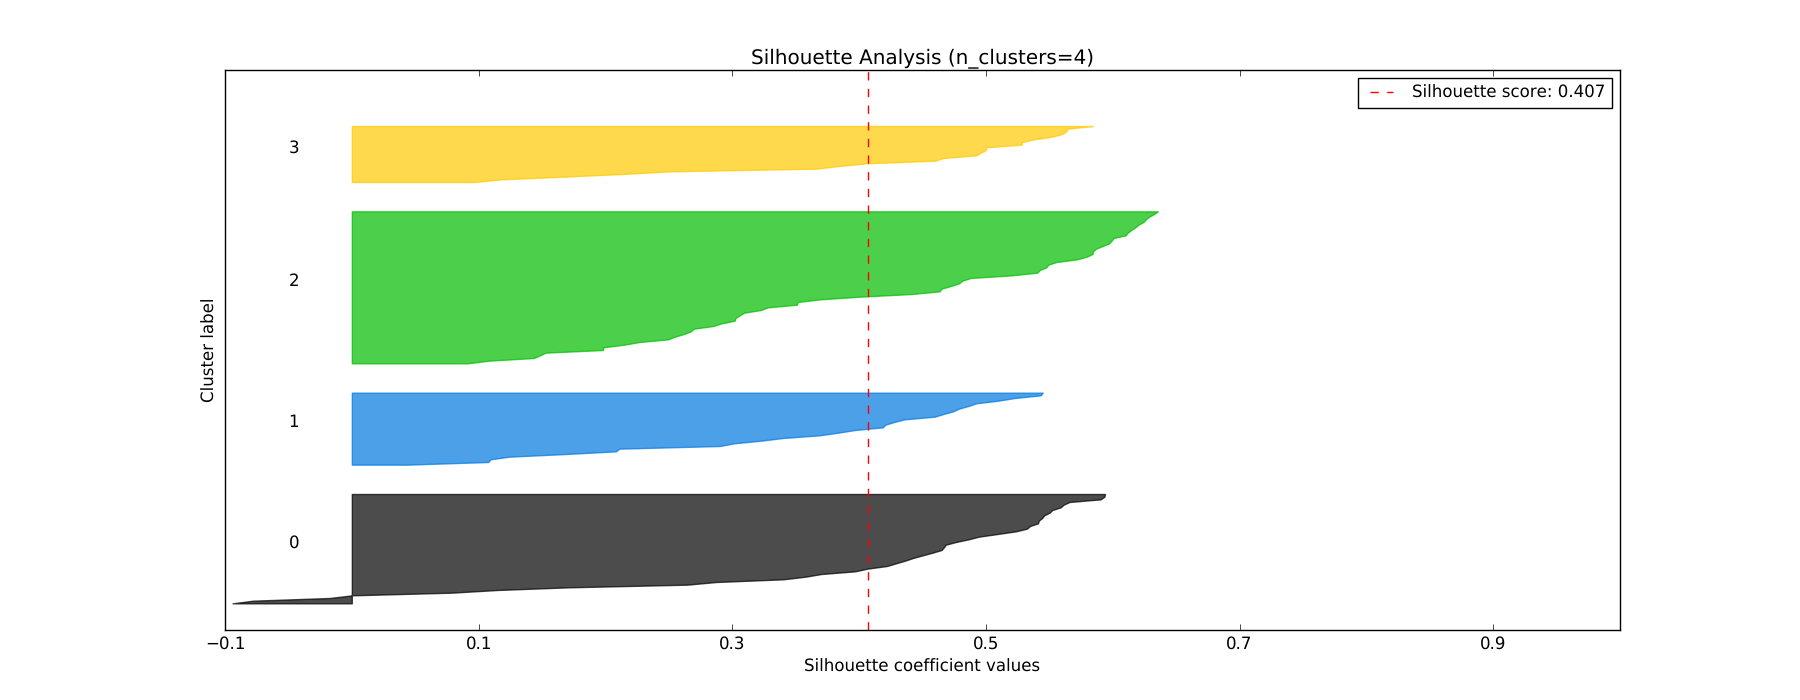 Silhouette Analysis (n_clusters=4)
Silhouette score: 0.407
3
2
1
0
Cluster label
−0.1 0.1 0.3 0.5 0.7 0.9
Silhouette coefficient values